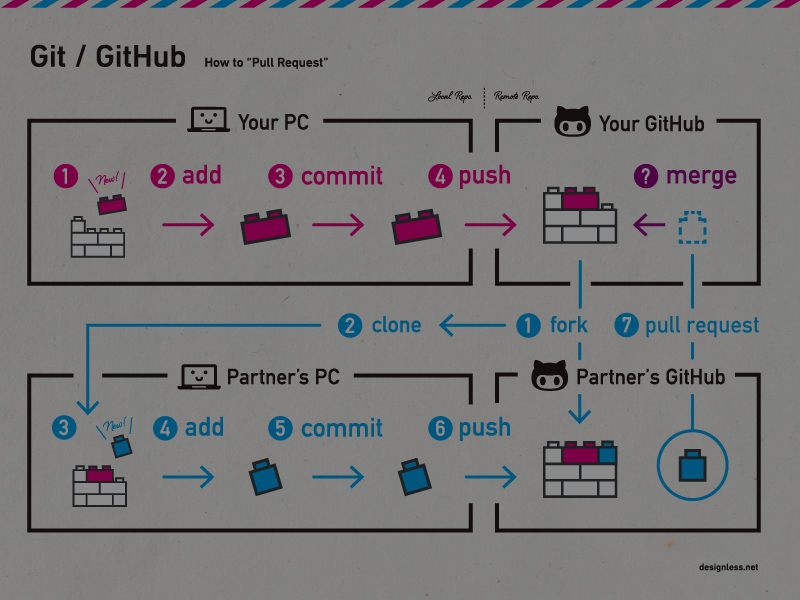 Git / GitHub How to "Pull Request"
Local Repo. Remote Repo.
Your PC
Your GitHub
1 New! 2 add 3 commit 4 push ? merge
2 clone 1 fork 7 pull request
Partner's PC
Partner's GitHub
3 New! 4 add 5 commit 6 push
designless.net